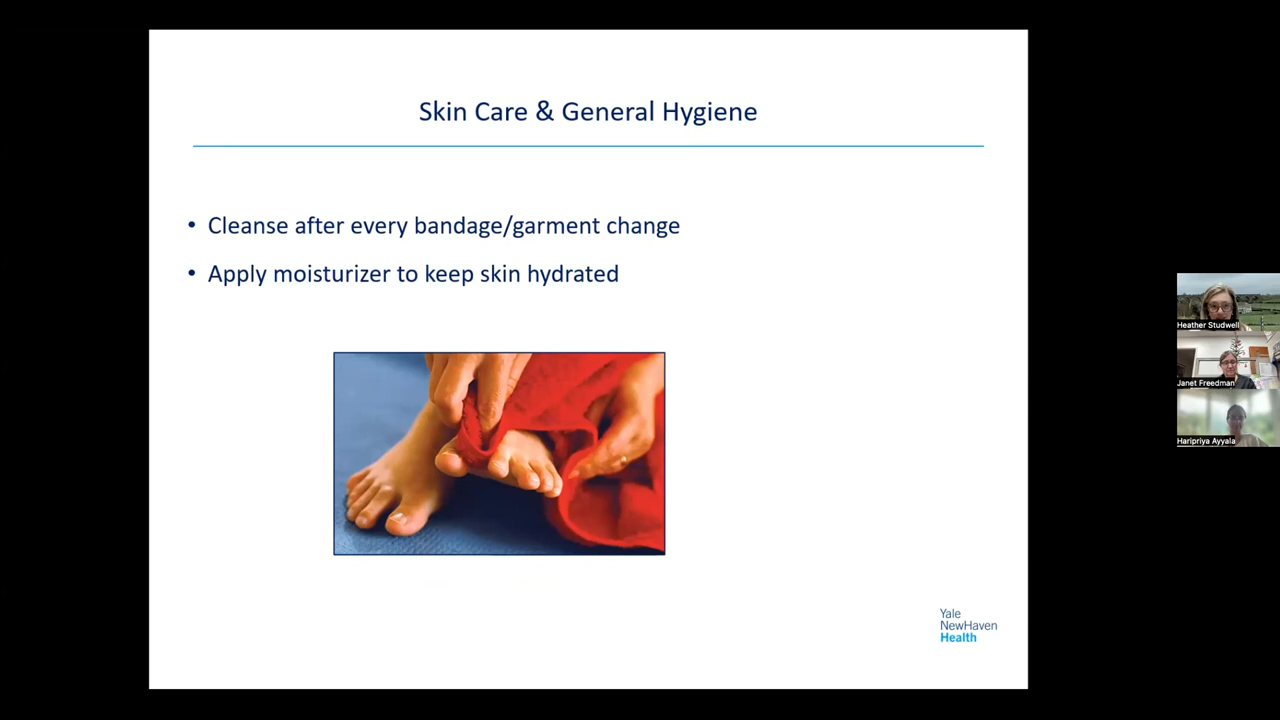 Skin Care & General Hygiene
• Cleanse after every bandage/garment change
• Apply moisturizer to keep skin hydrated
Yale
NewHaven
Health
Heather Studwell
Janet Freedman
Haripriya Ayyala